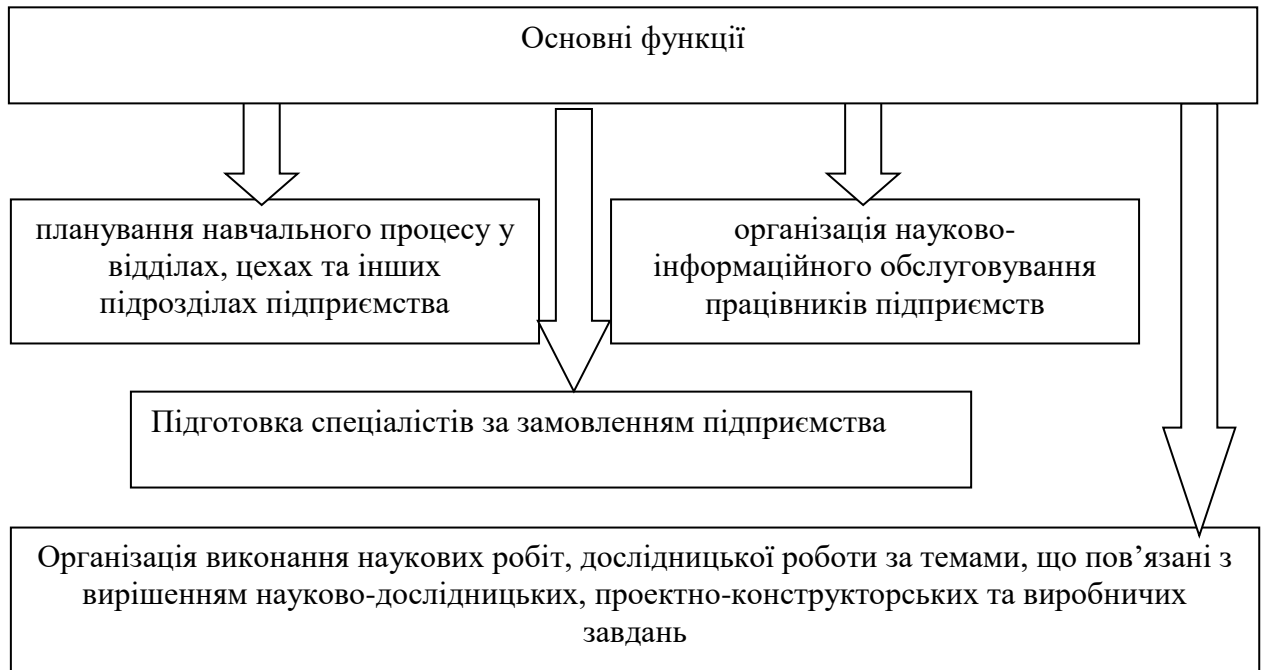 Основні функції
планування навчального процесу у
відділах, цехах та інших
підрозділах підприємства
організація науково-
інформаційного обслуговування
працівників підприємств
Підготовка спеціалістів за замовленням підприємства
Організація виконання наукових робіт, дослідницької роботи за темами, що пов’язані з
вирішенням науково-дослідницьких, проектно-конструкторських та виробничих
завдань